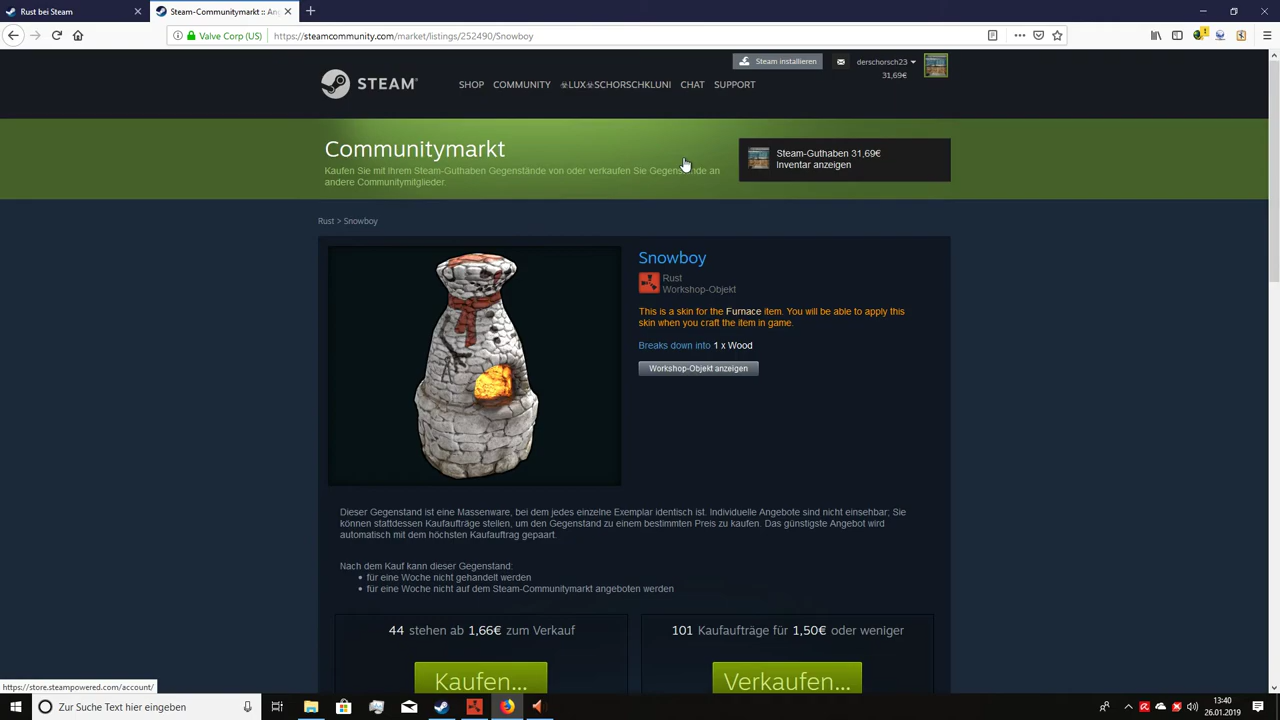 Rust bei Steam
Steam-Communitymarkt :: An
Valve Corp (US)
https://steamcommunity.com/market/listings/252490/Snowboy
Steam installieren
derschorsch23
31,69€
STEAM
SHOP COMMUNITY ☣LUX☣SCHORSCHKLUNI CHAT SUPPORT
Communitymarkt
Kaufen Sie mit Ihrem Steam-Guthaben Gegenstände von oder verkaufen Sie Gegenstände an
andere Communitymitglieder.
Steam-Guthaben 31,69€
Inventar anzeigen
Rust > Snowboy
Snowboy
Rust
Workshop-Objekt
This is a skin for the Furnace item. You will be able to apply this
skin when you craft the item in game.
Breaks down into 1 x Wood
Workshop-Objekt anzeigen
Dieser Gegenstand ist eine Massenware, bei dem jedes einzelne Exemplar identisch ist. Individuelle Angebote sind nicht einsehbar; Sie
können stattdessen Kaufaufträge stellen, um den Gegenstand zu einem bestimmten Preis zu kaufen. Das günstigste Angebot wird
automatisch mit dem höchsten Kaufauftrag gepaart.
Nach dem Kauf kann dieser Gegenstand:
• für eine Woche nicht gehandelt werden
• für eine Woche nicht auf dem Steam-Communitymarkt angeboten werden
44 stehen ab 1,66€ zum Verkauf
101 Kaufaufträge für 1,50€ oder weniger
Kaufen...
Verkaufen...
https://store.steampowered.com/account/
Zur Suche Text hier eingeben
13:40
26.01.2019